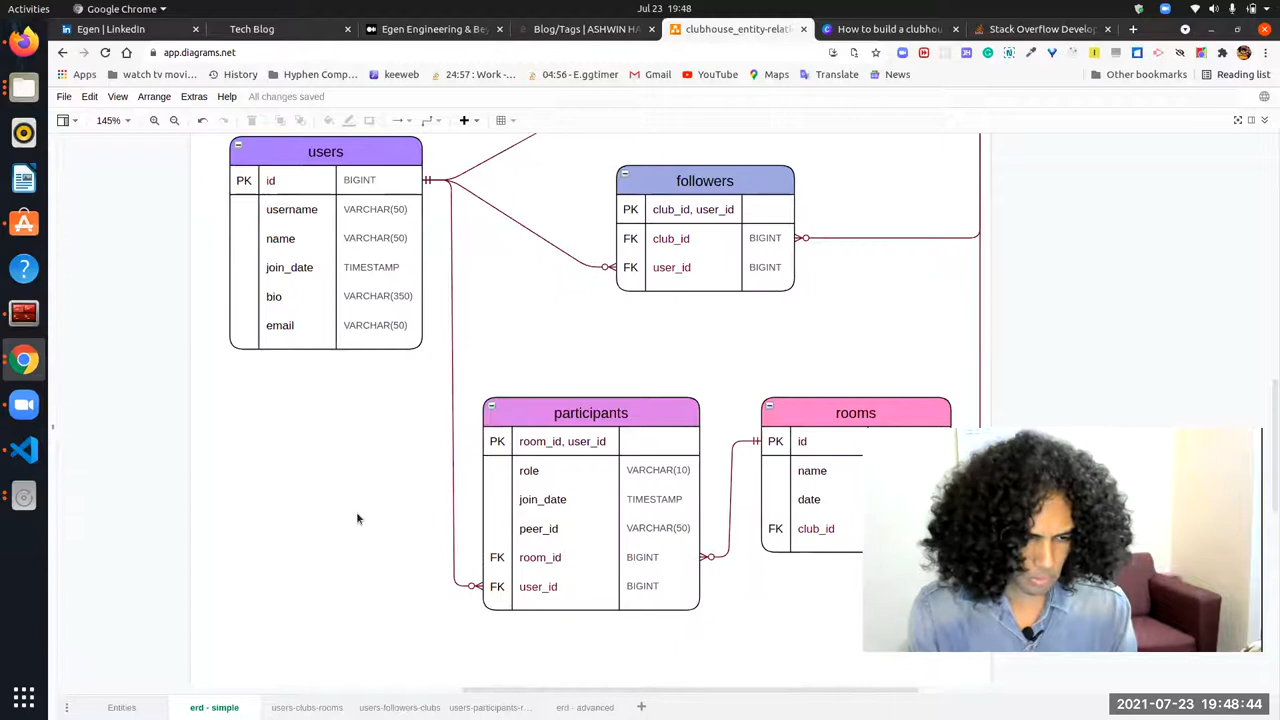 Activities
Google Chrome
Jul 23 19:48
Egen | LinkedIn
Tech Blog
Egen Engineering & Be
Blog/Tags | ASHWIN HA
clubhouse_entity-relati
How to build a clubhou
Stack Overflow Develop
app.diagrams.net
Apps
watch tv movi...
History
Hyphen Comp...
keeweb
24:57 : Work -...
04:56 - E.ggtimer
Gmail
YouTube
Maps
Translate
News
Other bookmarks
Reading list
File Edit View Arrange Extras Help All changes saved
145%
users
PK id BIGINT
username VARCHAR(50)
name VARCHAR(50)
join_date TIMESTAMP
bio VARCHAR(350)
email VARCHAR(50)
followers
PK club_id, user_id
FK club_id BIGINT
FK user_id BIGINT
participants
PK room_id, user_id
role VARCHAR(10)
join_date TIMESTAMP
peer_id VARCHAR(50)
FK room_id BIGINT
FK user_id BIGINT
rooms
PK id
name
date
FK club_id
Entities
erd - simple
users-clubs-rooms
users-followers-clubs
users-participants-r...
erd - advanced
2021-07-23 19:48:44